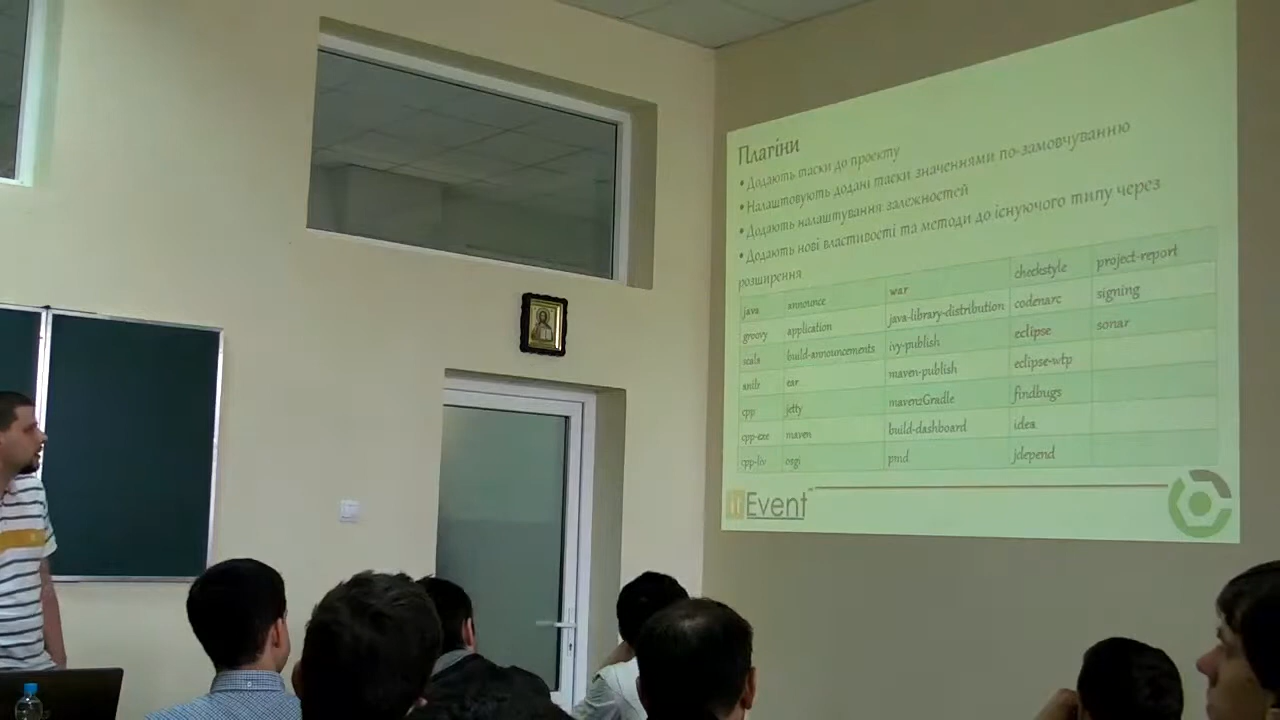 Плагіни
• Додають таски до проекту
• Налаштовують додані таски значеннями по-замовчуванню
• Додають налаштування залежностей
• Додають нові властивості та методи до існуючого типу через
розширення
java announce war checkstyle project-report
groovy application java-library-distribution codenarc signing
scala build-announcements ivy-publish eclipse sonar
antlr ear maven-publish eclipse-wtp
cpp jetty maven2Gradle findbugs
cpp-exe maven build-dashboard idea
cpp-liv osgi pmd jdepend
itEvent